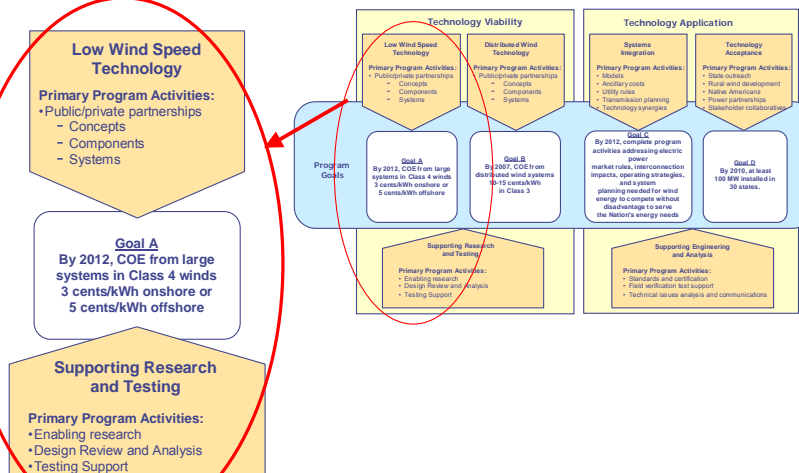 Low Wind Speed
Technology
Primary Program Activities:
•Public/private partnerships
- Concepts
- Components
- Systems
Goal A
By 2012, COE from large
systems in Class 4 winds
3 cents/kWh onshore or
5 cents/kWh offshore
Supporting Research
and Testing
Primary Program Activities:
•Enabling research
•Design Review and Analysis
•Testing Support
Technology Viability
Low Wind Speed
Technology
Primary Program Activities:
• Public/private partnerships
- Concepts
- Components
- Systems
Distributed Wind
Technology
Primary Program Activities:
Public/private partnerships
- Concepts
- Components
- Systems
Technology Application
Systems
Integration
Primary Program Activities:
• Models
• Ancillary costs
• Utility rules
• Transmission planning
• Technology synergies
Technology
Acceptance
Primary Program Activities:
• State outreach
• Rural wind development
• Native Americans
• Power partnerships
• Stakeholder collaboratives
Program
Goals
Goal A
By 2012, COE from large
systems in Class 4 winds
3 cents/kWh onshore or
5 cents/kWh offshore
Goal B
By 2007, COE from
distributed wind systems
10-15 cents/kWh
in Class 3
Goal C
By 2012, complete program
activities addressing electric
power
market rules, interconnection
impacts, operating strategies,
and system
planning needed for wind
energy to compete without
disadvantage to serve
the Nation's energy needs
Goal D
By 2010, at least
100 MW installed in
30 states.
Supporting Research
and Testing
Primary Program Activities:
• Enabling research
• Design Review and Analysis
• Testing Support
Supporting Engineering
and Analysis
Primary Program Activities:
• Standards and certification
• Field verification test support
• Technical issues analysis and communications